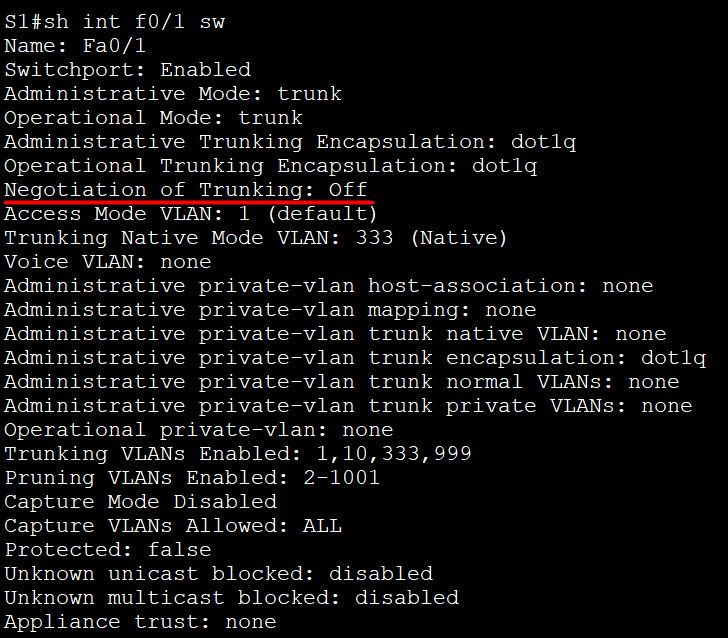 S1#sh int f0/1 sw
Name: Fa0/1
Switchport: Enabled
Administrative Mode: trunk
Operational Mode: trunk
Administrative Trunking Encapsulation: dot1q
Operational Trunking Encapsulation: dot1q
Negotiation of Trunking: Off
Access Mode VLAN: 1 (default)
Trunking Native Mode VLAN: 333 (Native)
Voice VLAN: none
Administrative private-vlan host-association: none
Administrative private-vlan mapping: none
Administrative private-vlan trunk native VLAN: none
Administrative private-vlan trunk encapsulation: dot1q
Administrative private-vlan trunk normal VLANs: none
Administrative private-vlan trunk private VLANs: none
Operational private-vlan: none
Trunking VLANs Enabled: 1,10,333,999
Pruning VLANs Enabled: 2-1001
Capture Mode Disabled
Capture VLANs Allowed: ALL
Protected: false
Unknown unicast blocked: disabled
Unknown multicast blocked: disabled
Appliance trust: none